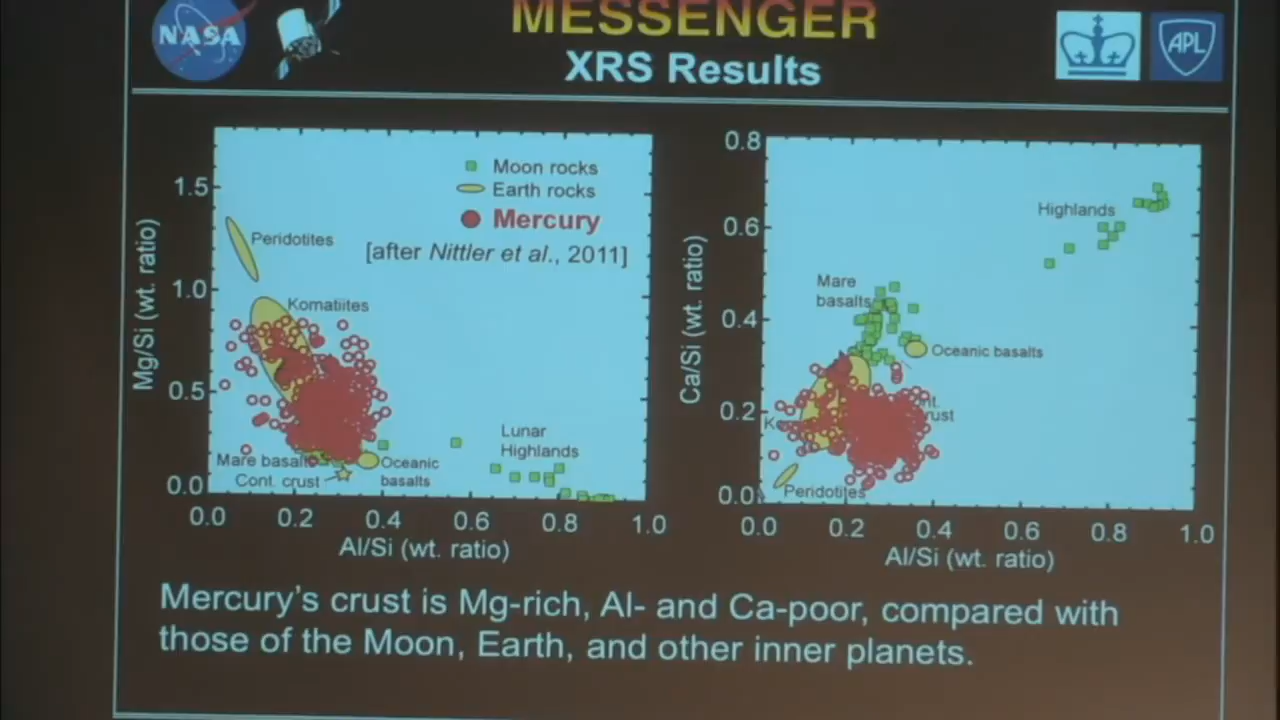 MESSENGER
XRS Results
NASA
APL
Mg/Si (wt. ratio)
1.5
1.0
0.5
0.0
Moon rocks
Earth rocks
Mercury
[after Nittler et al., 2011]
Peridotites
Komatiites
Lunar
Highlands
Mare basalts
Cont. crust
Oceanic
basalts
0.0 0.2 0.4 0.6 0.8 1.0
Al/Si (wt. ratio)
Ca/Si (wt. ratio)
0.8
0.6
0.4
0.2
0.0
Highlands
Mare
basalts
Oceanic basalts
Peridotites
0.0 0.2 0.4 0.6 0.8 1.0
Al/Si (wt. ratio)
Mercury's crust is Mg-rich, Al- and Ca-poor, compared with
those of the Moon, Earth, and other inner planets.